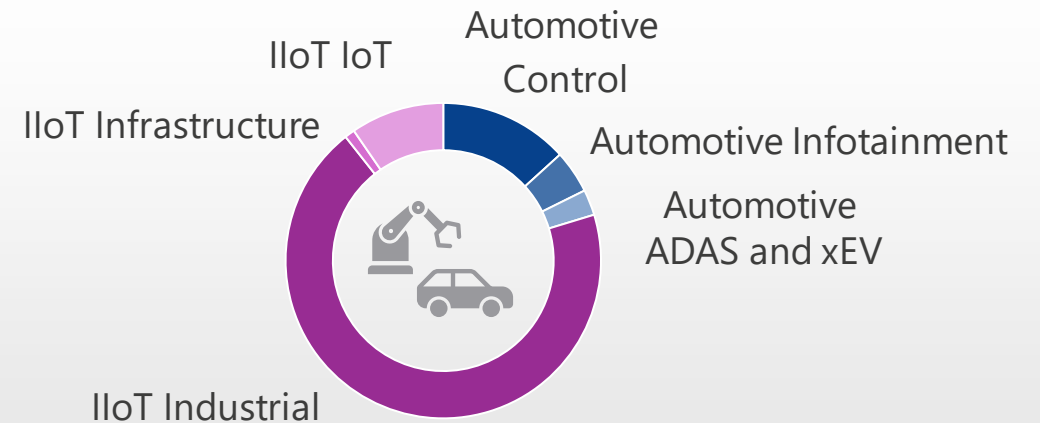 Automotive
Control
IIoT IoT
IIoT Infrastructure
Automotive Infotainment
Automotive
ADAS and xEV
IIoT Industrial